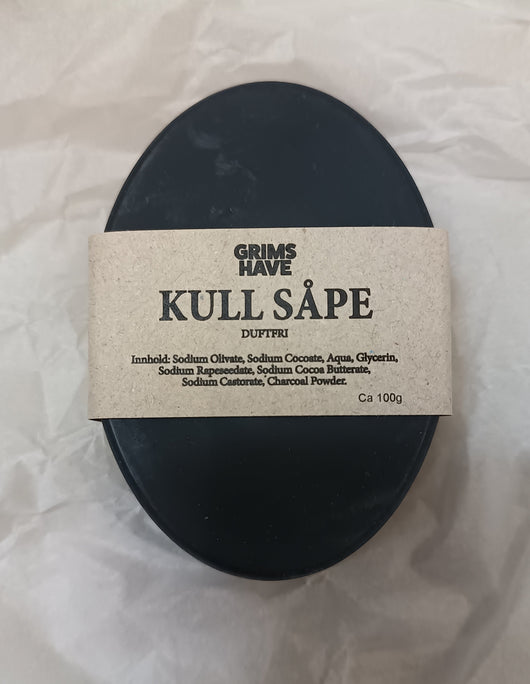 GRIMS
HAVE
KULL SÅPE
DUFTFRI
Innhold: Sodium Olivate, Sodium Cocoate, Aqua, Glycerin,
Sodium Rapeseedate, Sodium Cocoa Butterate,
Sodium Castorate, Charcoal Powder.
Ca 100g